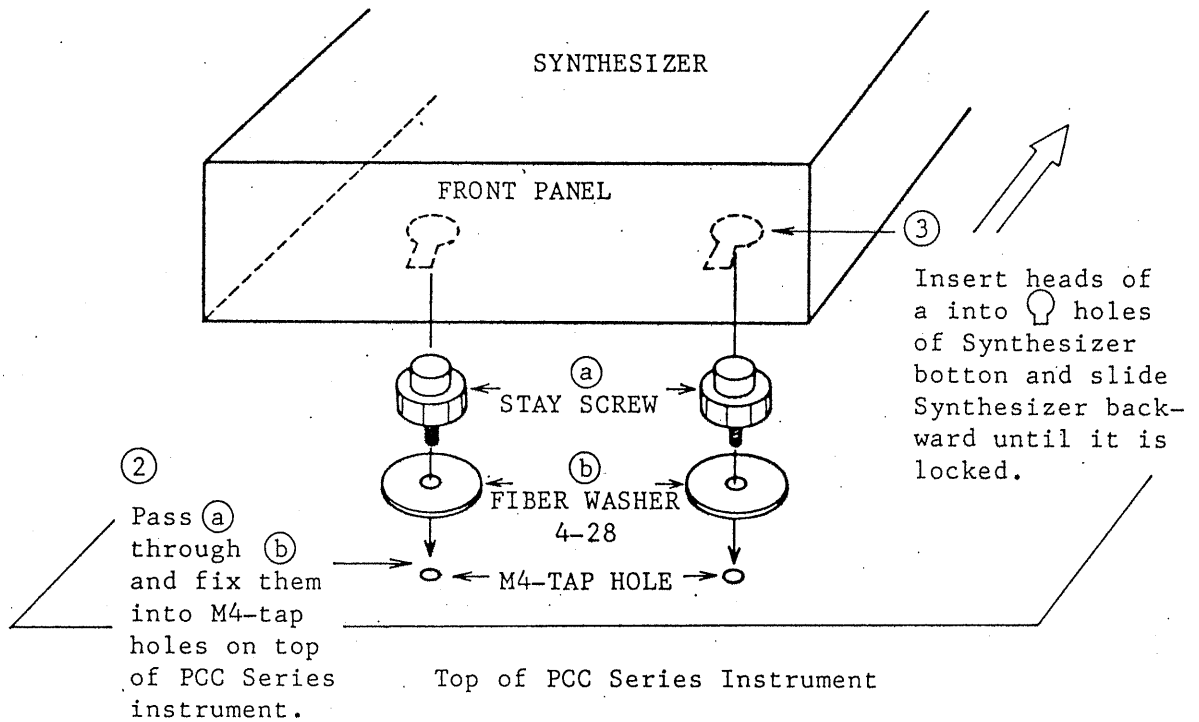 SYNTHESIZER
FRONT PANEL
③
Insert heads of
a into holes
of Synthesizer
botton and slide
Synthesizer back-
ward until it is
locked.
ⓐ
STAY SCREW
②
Pass ⓐ
through ⓑ
and fix them
into M4-tap
holes on top
of PCC Series
instrument.
ⓑ
FIBER WASHER
4-28
M4-TAP HOLE
Top of PCC Series Instrument